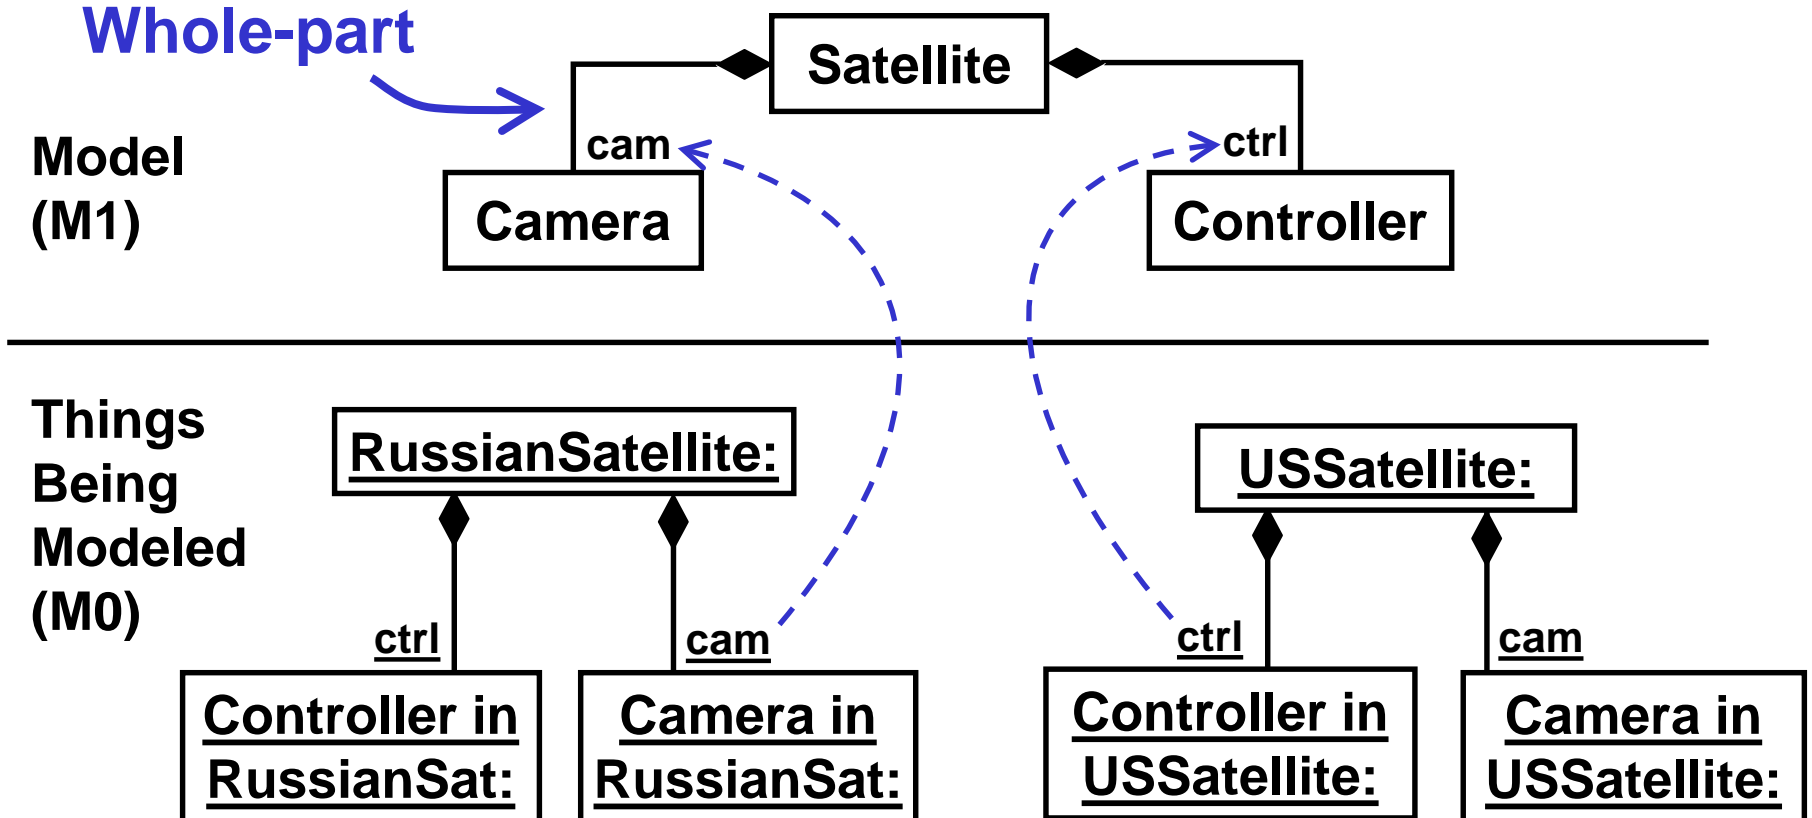 Whole-part
Satellite
cam
ctrl
Model
(M1)
Camera
Controller
Things
Being
Modeled
(M0)
RussianSatellite:
USSatellite:
ctrl
cam
ctrl
cam
Controller in
RussianSat:
Camera in
RussianSat:
Controller in
USSatellite:
Camera in
USSatellite: